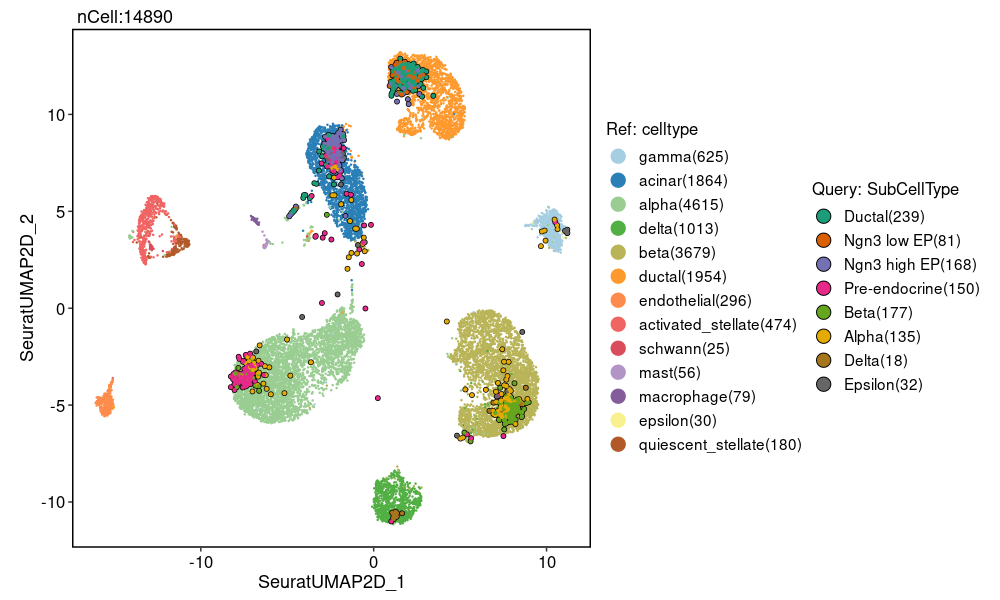 nCell:14890
SeuratUMAP2D_2
10
5
0
-5
-10
-10
0
10
SeuratUMAP2D_1
Ref: celltype
gamma(625)
acinar(1864)
alpha(4615)
delta(1013)
beta(3679)
ductal(1954)
endothelial(296)
activated_stellate(474)
schwann(25)
mast(56)
macrophage(79)
epsilon(30)
quiescent_stellate(180)
Query: SubCellType
Ductal(239)
Ngn3 low EP(81)
Ngn3 high EP(168)
Pre-endocrine(150)
Beta(177)
Alpha(135)
Delta(18)
Epsilon(32)